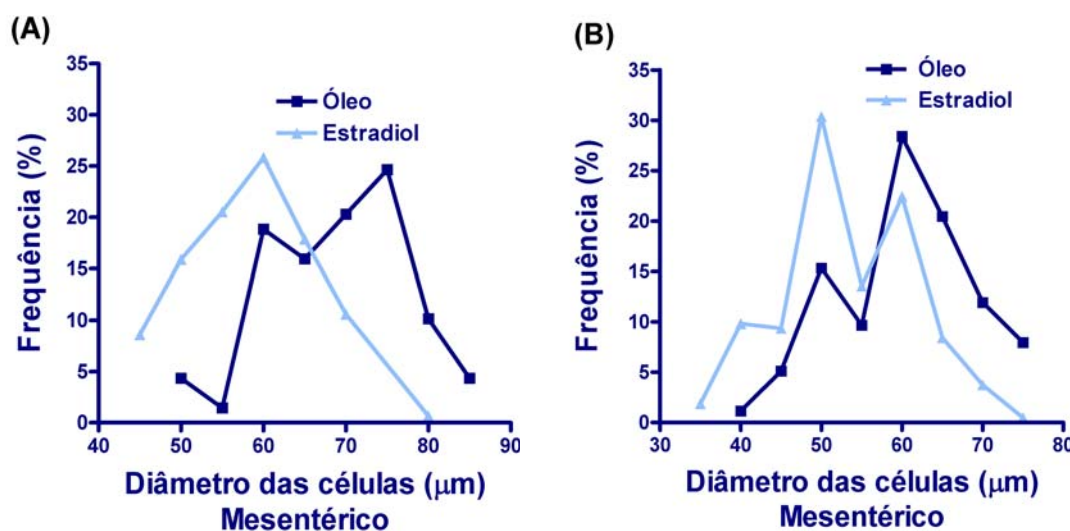 (A)
35
30
25
20
15
10
5
0
Frequência (%)
Óleo
Estradiol
40 50 60 70 80 90
Diâmetro das células (μm)
Mesentérico
(B)
35
30
25
20
15
10
5
0
Frequência (%)
Óleo
Estradiol
30 40 50 60 70 80
Diâmetro das células (μm)
Mesentérico